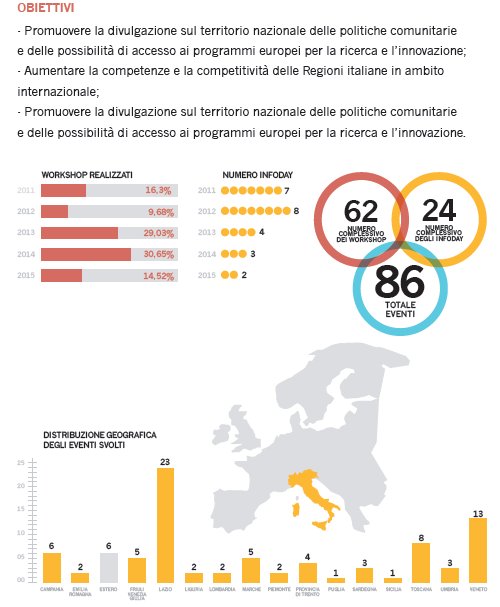 OBIETTIVI
- Promuovere la divulgazione sul territorio nazionale delle politiche comunitarie
e delle possibilità di accesso ai programmi europei per la ricerca e l'innovazione;
- Aumentare la competenze e la competitività delle Regioni italiane in ambito
internazionale;
- Promuovere la divulgazione sul territorio nazionale delle politiche comunitarie
e delle possibilità di accesso ai programmi europei per la ricerca e l'innovazione.
WORKSHOP REALIZZATI
2011 16,3%
2012 9,68%
2013 29,03%
2014 30,65%
2015 14,52%
NUMERO INFODAY
2011 7
2012 8
2013 4
2014 3
2015 2
62
NUMERO
COMPLESSIVO
DEI WORKSHOP
24
NUMERO
COMPLESSIVO
DEGLI INFODAY
86
TOTALE
EVENTI
DISTRIBUZIONE GEOGRAFICA
DEGLI EVENTI SVOLTI
25
20
15
10
05
00
6 2 6 5 23 2 2 5 2 4 1 3 1 8 3 13
CAMPANIA
EMILIA
ROMAGNA
ESTERO
FRIULI
VENEZIA
GIULIA
LAZIO
LIGURIA
LOMBARDIA
MARCHE
PIEMONTE
PROVINCIA
DI TRENTO
PUGLIA
SARDEGNA
SICILIA
TOSCANA
UMBRIA
VENETO